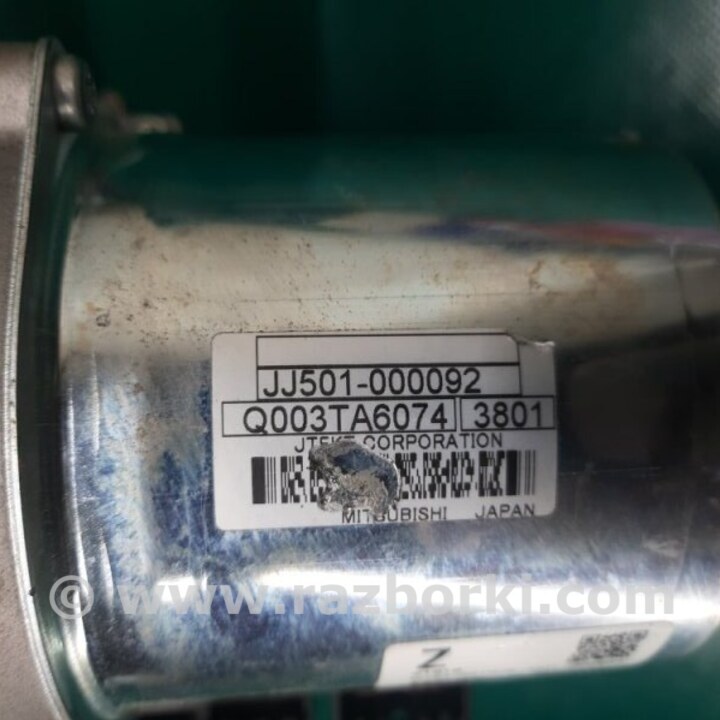 JJ501-000092
Q003TA6074 3801
JTEKT CORPORATION
MITSUBISHI JAPAN
© www.razborki.com
Z